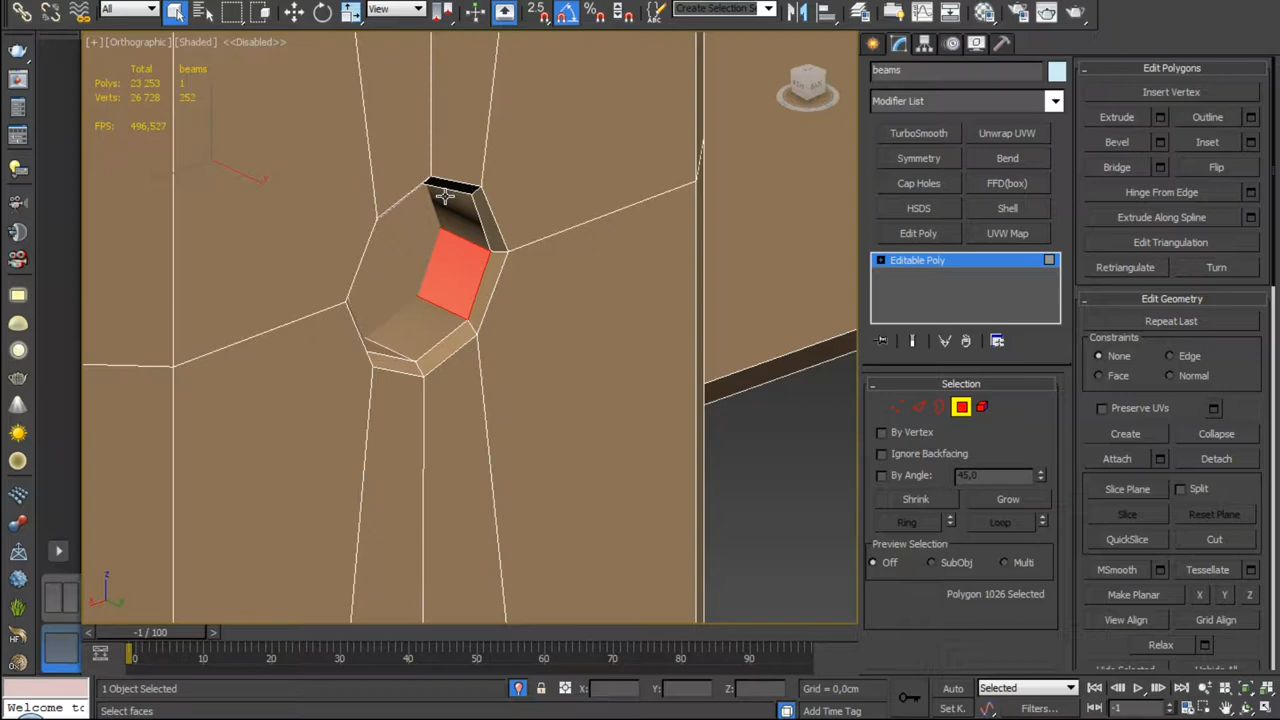 All
View
2.5
Create Selection Se
[+] [Orthographic] [Shaded] <<Disabled>>
Total beams
Polys: 23 253 1
Verts: 26 728 252
FPS: 496,527
beams
Modifier List
TurboSmooth Unwrap UVW
Symmetry Bend
Cap Holes FFD(box)
HSDS Shell
Edit Poly UVW Map
Editable Poly
Selection
By Vertex
Ignore Backfacing
By Angle: 45,0
Shrink Grow
Ring Loop
Preview Selection
Off SubObj Multi
Polygon 1026 Selected
Edit Polygons
Insert Vertex
Extrude Outline
Bevel Inset
Bridge Flip
Hinge From Edge
Extrude Along Spline
Edit Triangulation
Retriangulate Turn
Edit Geometry
Repeat Last
Constraints
None Edge
Face Normal
Preserve UVs
Create Collapse
Attach Detach
Slice Plane Split
Slice Reset Plane
QuickSlice Cut
MSmooth Tessellate
Make Planar X Y Z
View Align Grid Align
Relax
-1 / 100
0 10 20 30 40 50 60 70 80 90
1 Object Selected
X: Y: Z:
Grid = 0,0cm
Auto
Selected
Welcome to
Select faces
Add Time Tag
Set K.
Filters...
-1